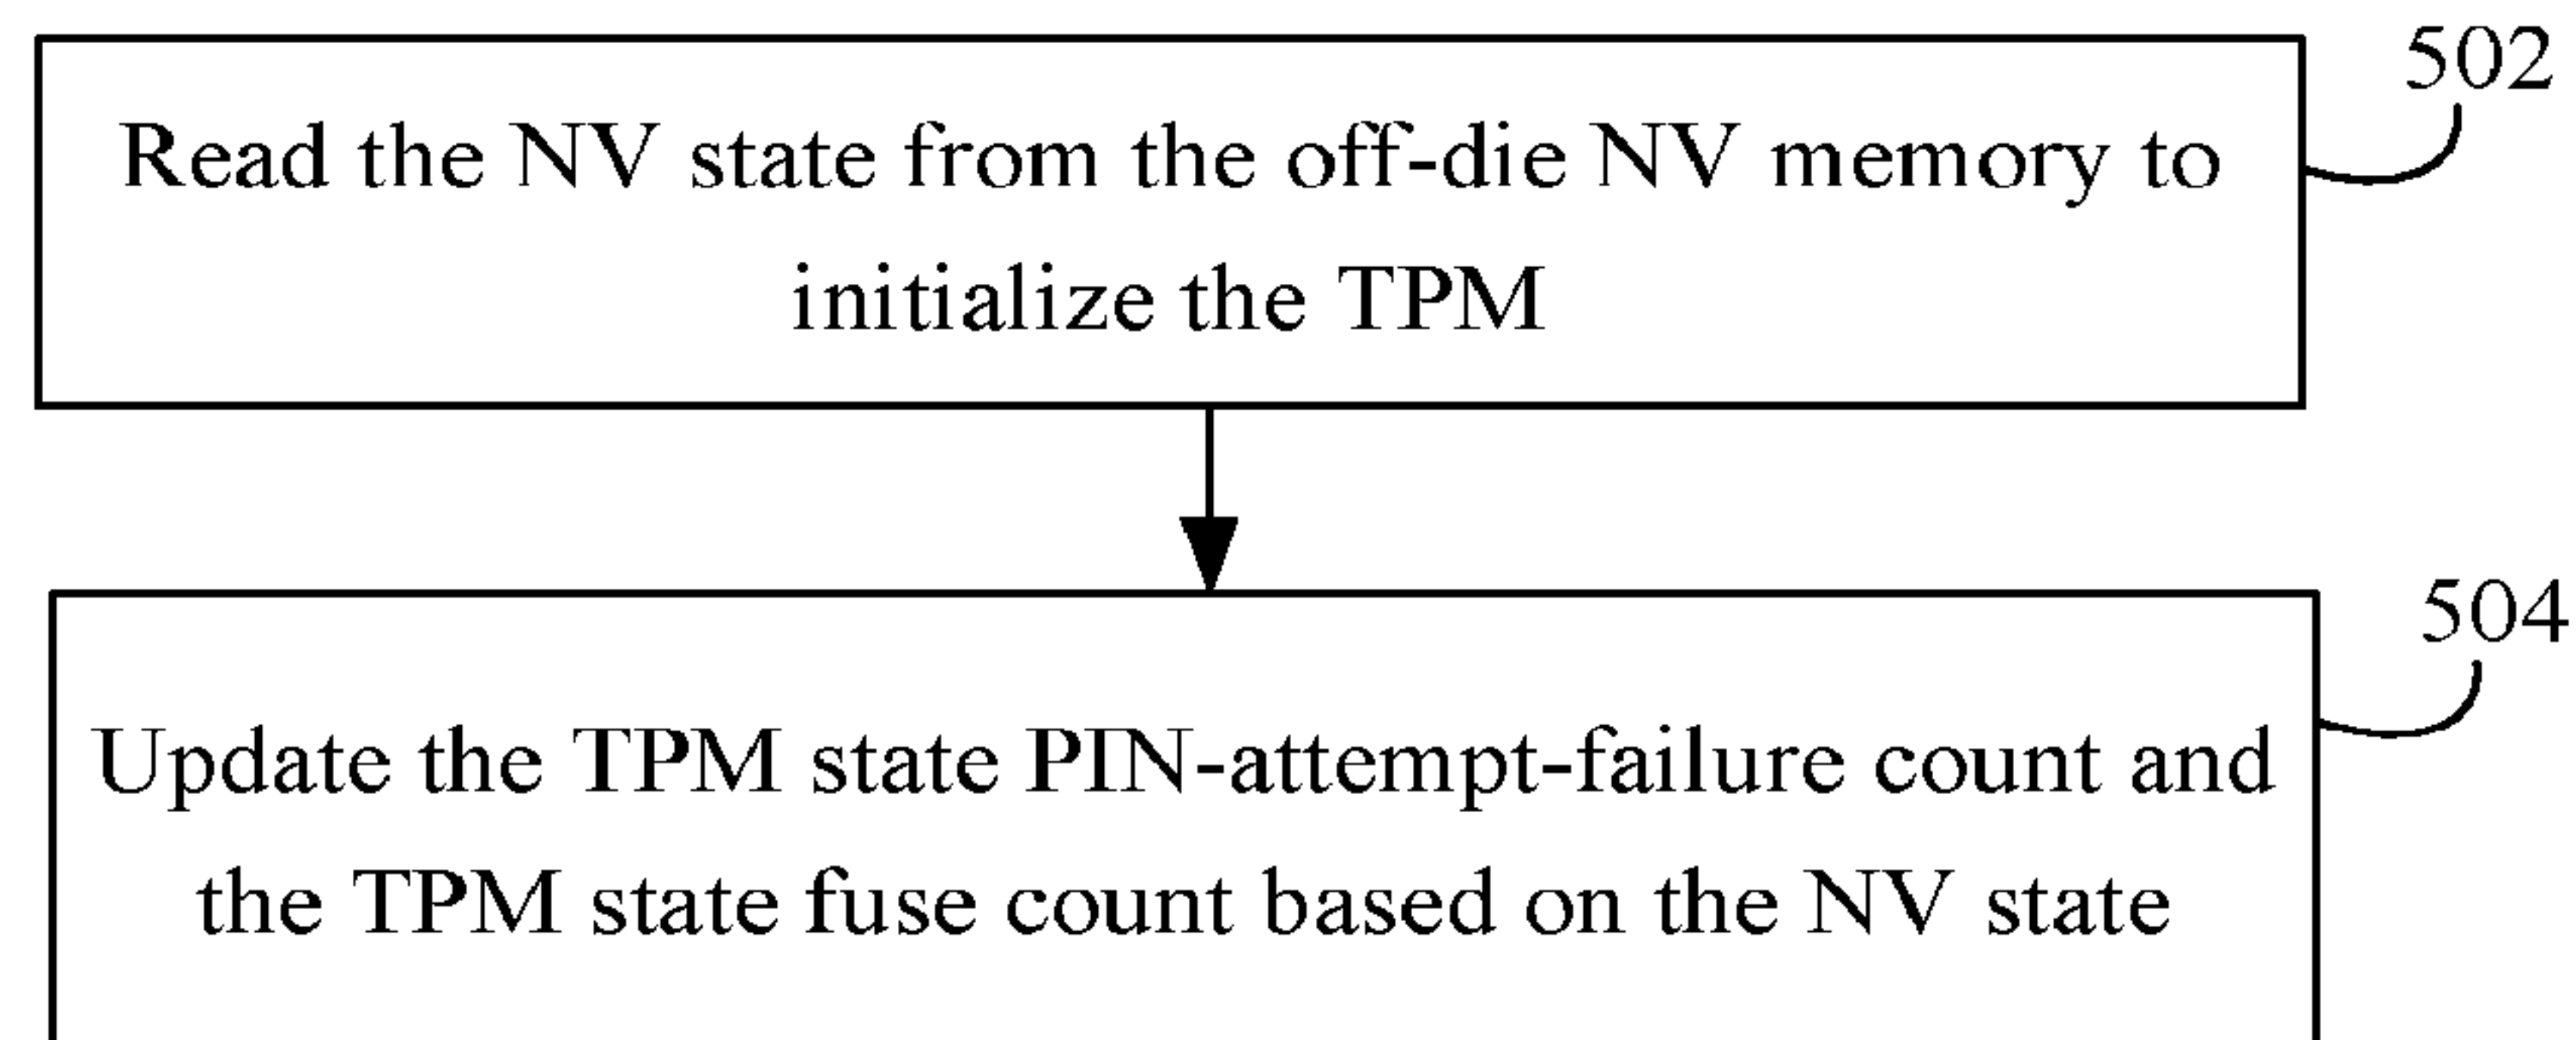 502
Read the NV state from the off-die NV memory to
initialize the TPM
504
Update the TPM state PIN-attempt-failure count and
the TPM state fuse count based on the NV state